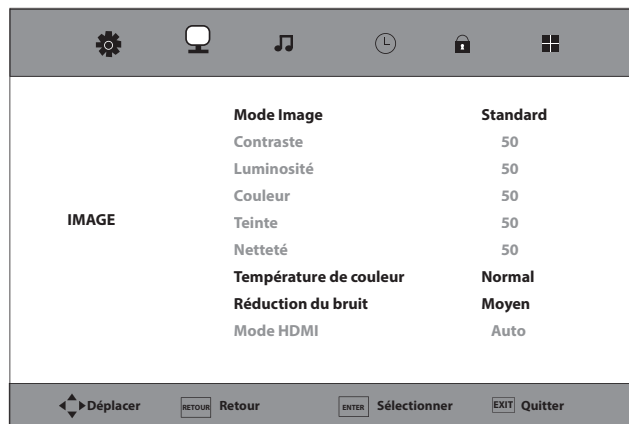 Mode Image Standard
Contraste 50
Luminosité 50
Couleur 50
IMAGE
Teinte 50
Netteté 50
Température de couleur Normal
Réduction du bruit Moyen
Mode HDMI Auto
Déplacer RETOUR Retour ENTER Sélectionner EXIT Quitter